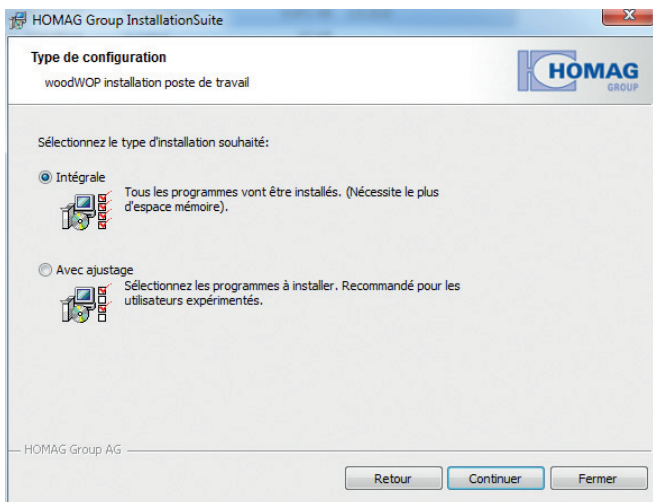 HOMAG Group InstallationSuite
Type de configuration
woodWOP installation poste de travail
HOMAG
GROUP
Sélectionnez le type d'installation souhaité:
Intégrale
Tous les programmes vont être installés. (Nécessite le plus
d'espace mémoire).
Avec ajustage
Sélectionnez les programmes à installer. Recommandé pour les
utilisateurs expérimentés.
HOMAG Group AG
Retour Continuer Fermer